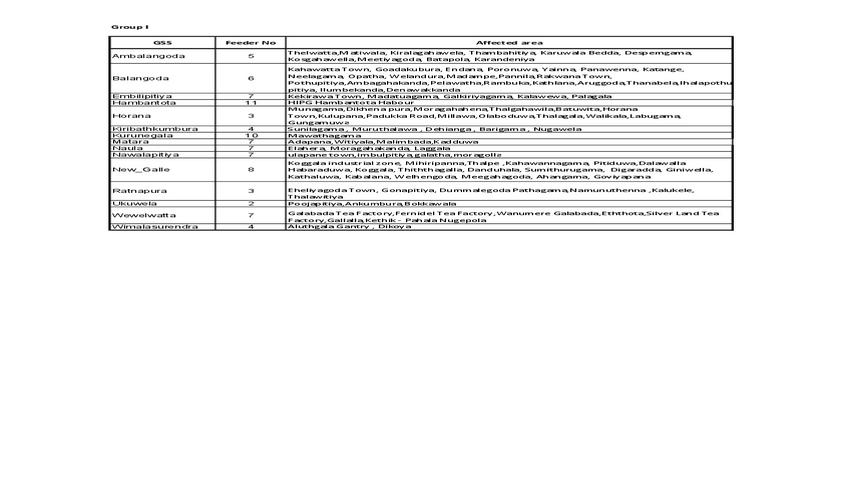 Group I
GSS Feeder No Affected area
Ambalangoda 5 Thelwatta,Matiwala, Kiralagahawela, Thambahitiya, Karuwala Bedda, Despemgama,
Kosgahawella,Meetiyagoda, Batapola, Karandeniya
Balangoda 6 Kahawatta Town, Goadakubura, Endana, Poronuwa, Yainna, Panawenna, Katange,
Neelagama, Opatha, Welandura,Madampe,Pannila,Rakwana Town,
Pothupitiya,Ambagahakanda,Pelawatha,Rambuka,Kathlana,Aruggoda,Thanabela,Ihalapothu
pitiya, Ilumbekanda,Denawakkanda
Embilipitiya 7 Kekirawa Town, Madatuagama, Galkiriyagama, Kalawewa, Palagala
Hambantota 11 HIPG Hambantota Habour
Horana 3 Munagama,Dikhena pura,Moragahahena,Thalgahawila,Batuwita,Horana
Town,Kulupana,Padukka Road,Millawa,Olaboduwa,Thalagala,Walikala,Labugama,
Gungamuwa
Kiribathkumbura 4 Sunilagama, Muruthalawa, Dehianga, Barigama, Nugawela
Kurunegala 10 Mawathagama
Matara 7 Adapana,Witiyala,Malimbada,Kadduwa
Naula 7 Elahera, Moragahakanda, Laggala
Nawalapitiya 7 ulapane town,imbulpitiya,galatha,moragolla
New_Galle 8 Koggala industrial zone, Mihiripanna,Thalpe ,Kahawannagama, Pitiduwa,Dalawalla
Habaraduwa, Koggala, Thiththagalla, Danduhala, Sumithurugama, Digaradda, Giniwella,
Kathaluwa, Kabalana, Welhengoda, Meegahagoda, Ahangama, Goviyapana
Ratnapura 3 Eheliyagoda Town, Gonapitiya, Dummalegoda Pathagama,Namunuthenna ,Kalukele,
Thalawitiya
Ukuwela 2 Poojapitiya,Ankumbura,Bokkawala
Wewelwatta 7 Galabada Tea Factory,Fernidel Tea Factory,Wanumere Galabada,Eththota,Silver Land Tea
Factory,Gallalla,Kethik - Pahala Nugepola
Wimalasurendra 4 Aluthgala Gantry , Dikoya